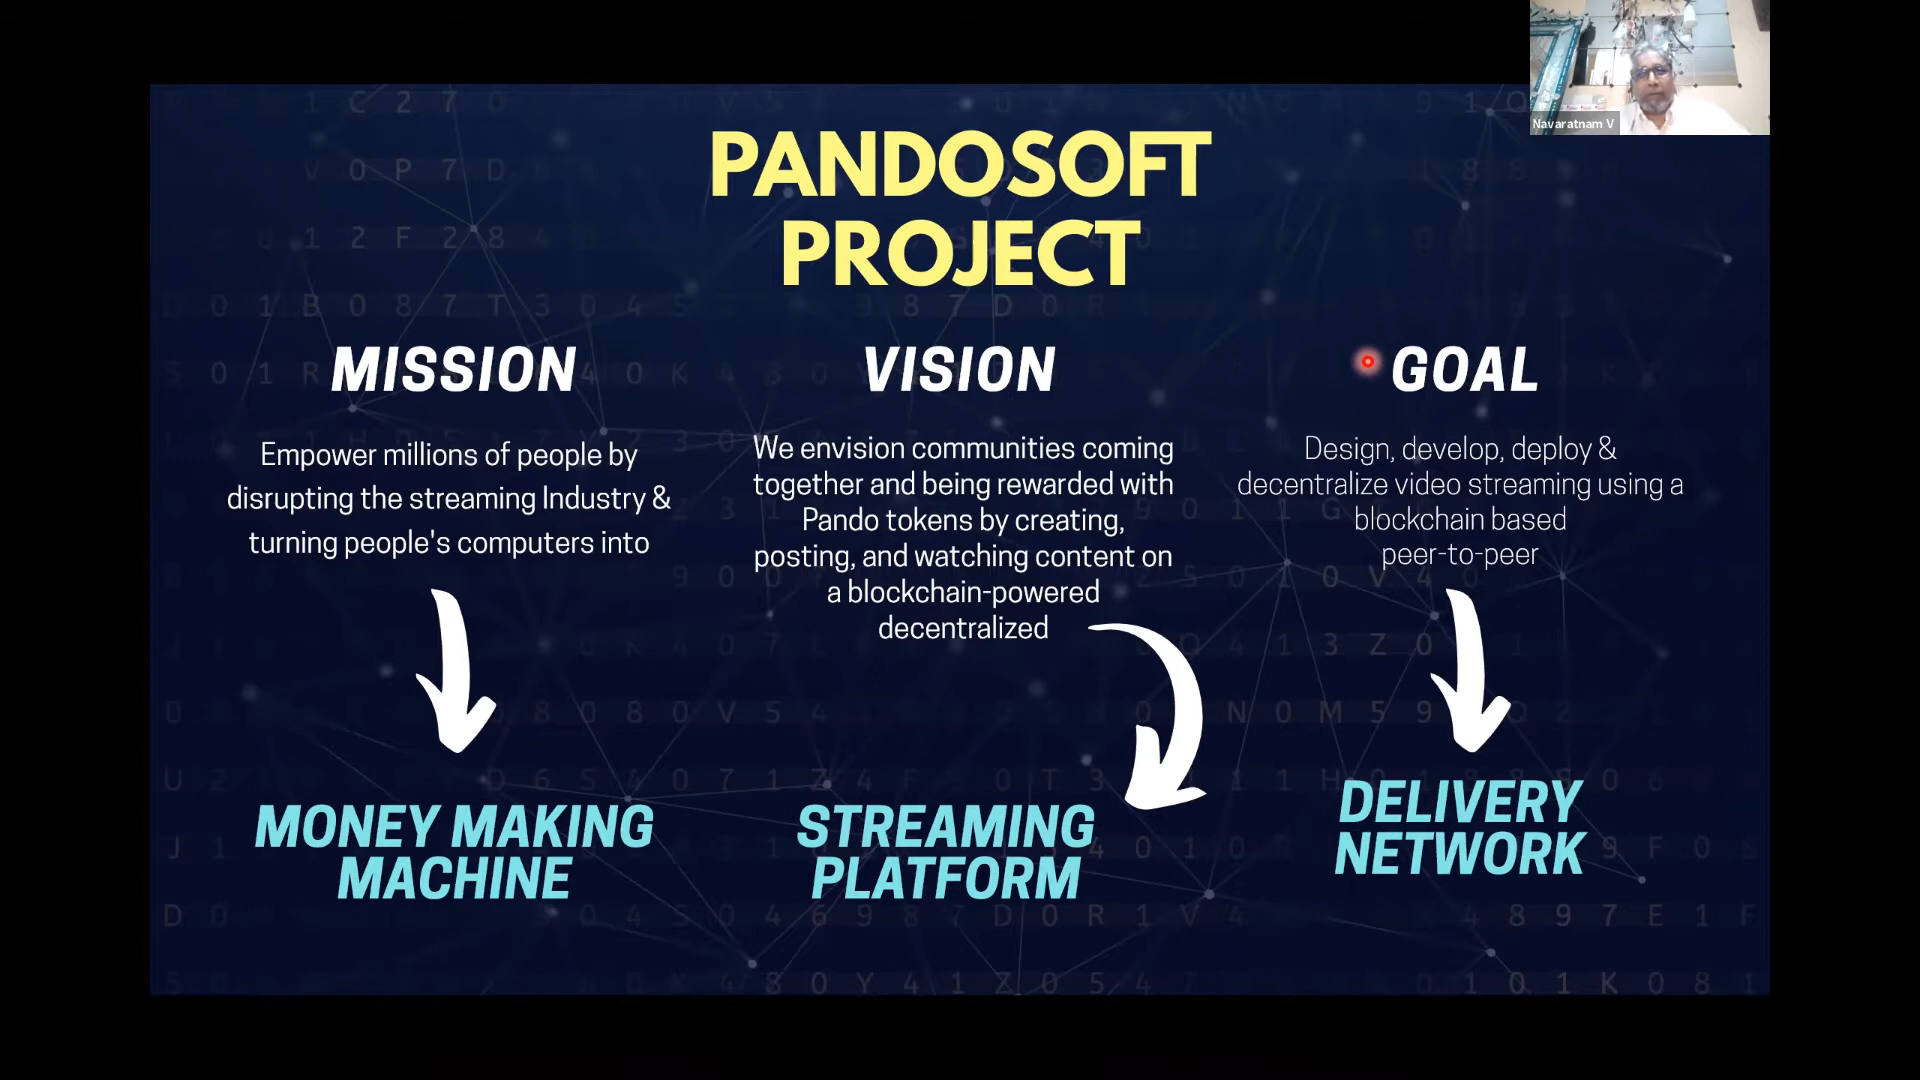 Navaratnam V
PANDOSOFT
PROJECT
MISSION
Empower millions of people by
disrupting the streaming Industry &
turning people's computers into
MONEY MAKING
MACHINE
VISION
We envision communities coming
together and being rewarded with
Pando tokens by creating,
posting, and watching content on
a blockchain-powered
decentralized
STREAMING
PLATFORM
GOAL
Design, develop, deploy &
decentralize video streaming using a
blockchain based
peer-to-peer
DELIVERY
NETWORK